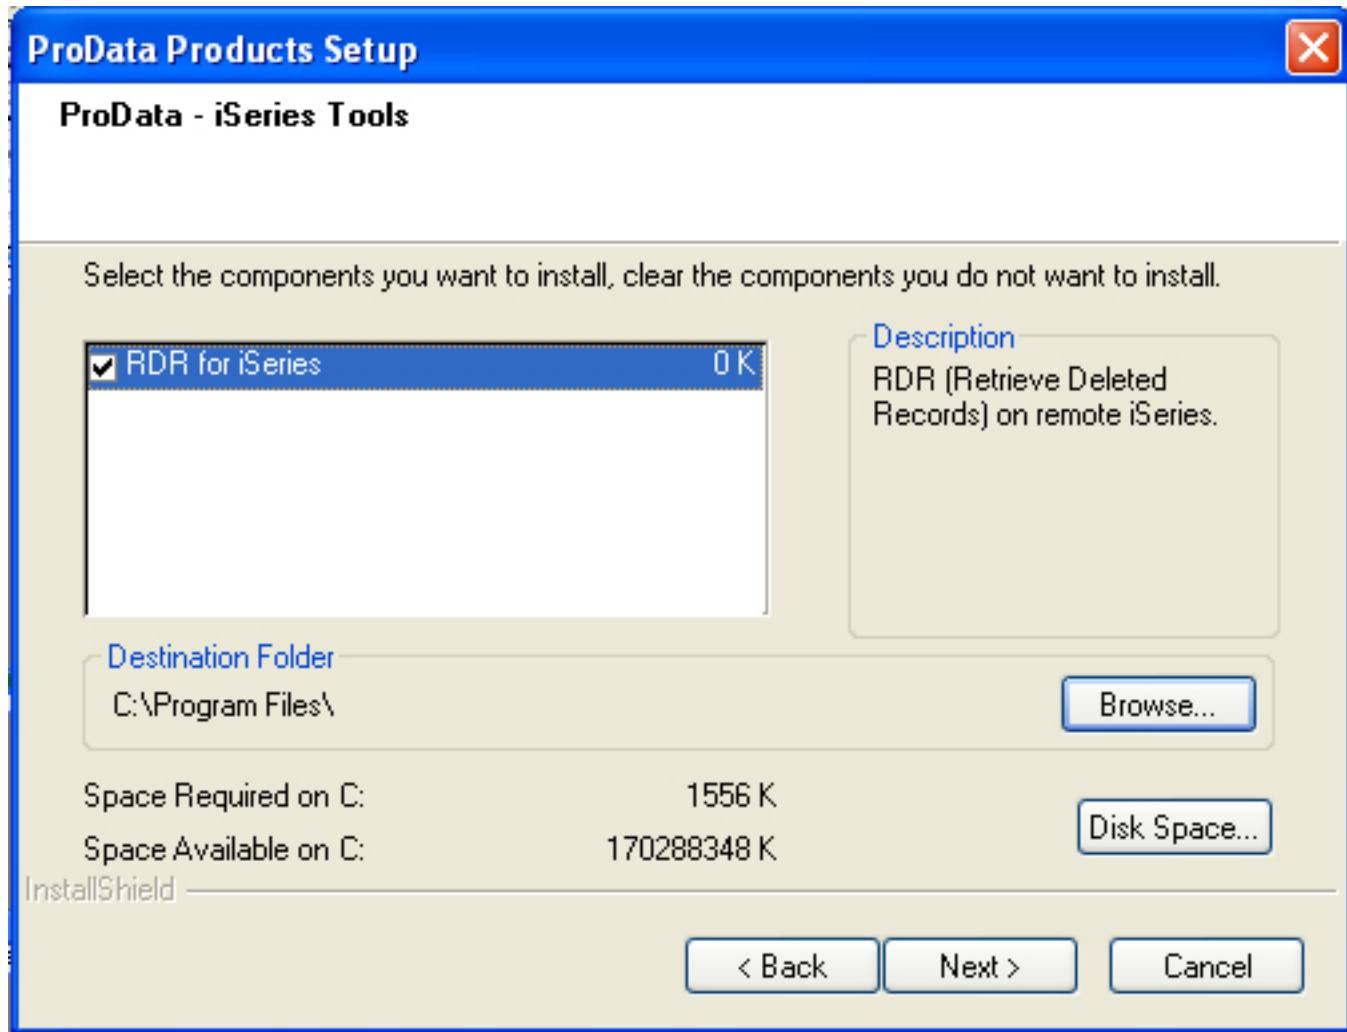 ProData Products Setup
ProData - iSeries Tools
Select the components you want to install, clear the components you do not want to install.
RDR for iSeries 0 K
Description
RDR (Retrieve Deleted
Records) on remote iSeries.
Destination Folder
C:\Program Files\
Browse...
Space Required on C: 1556 K
Space Available on C: 170288348 K
Disk Space...
InstallShield
< Back
Next >
Cancel